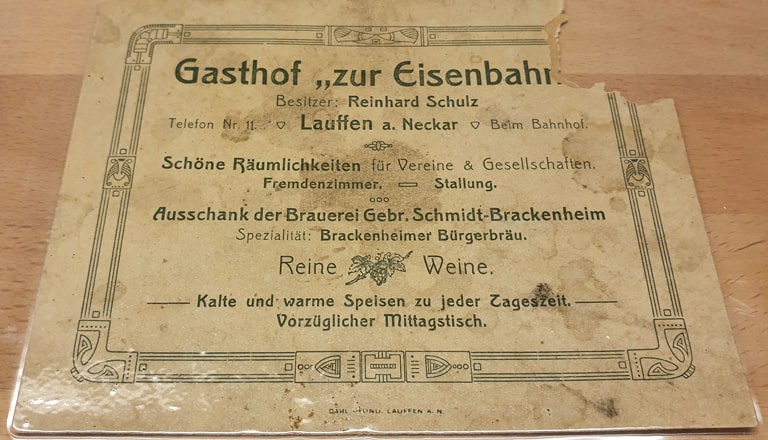 Gasthof „zur Eisenbahn
Besitzer: Reinhard Schulz
Telefon Nr. 11. Lauffen a. Neckar Beim Bahnhof.
Schöne Räumlichkeiten für Vereine & Gesellschaften.
Fremdenzimmer. — Stallung.
Ausschank der Brauerei Gebr. Schmidt-Brackenheim
Spezialität: Brackenheimer Bürgerbräu.
Reine Weine.
Kalte und warme Speisen zu jeder Tageszeit.
Vorzüglicher Mittagstisch.
LAUFFEN A. N.